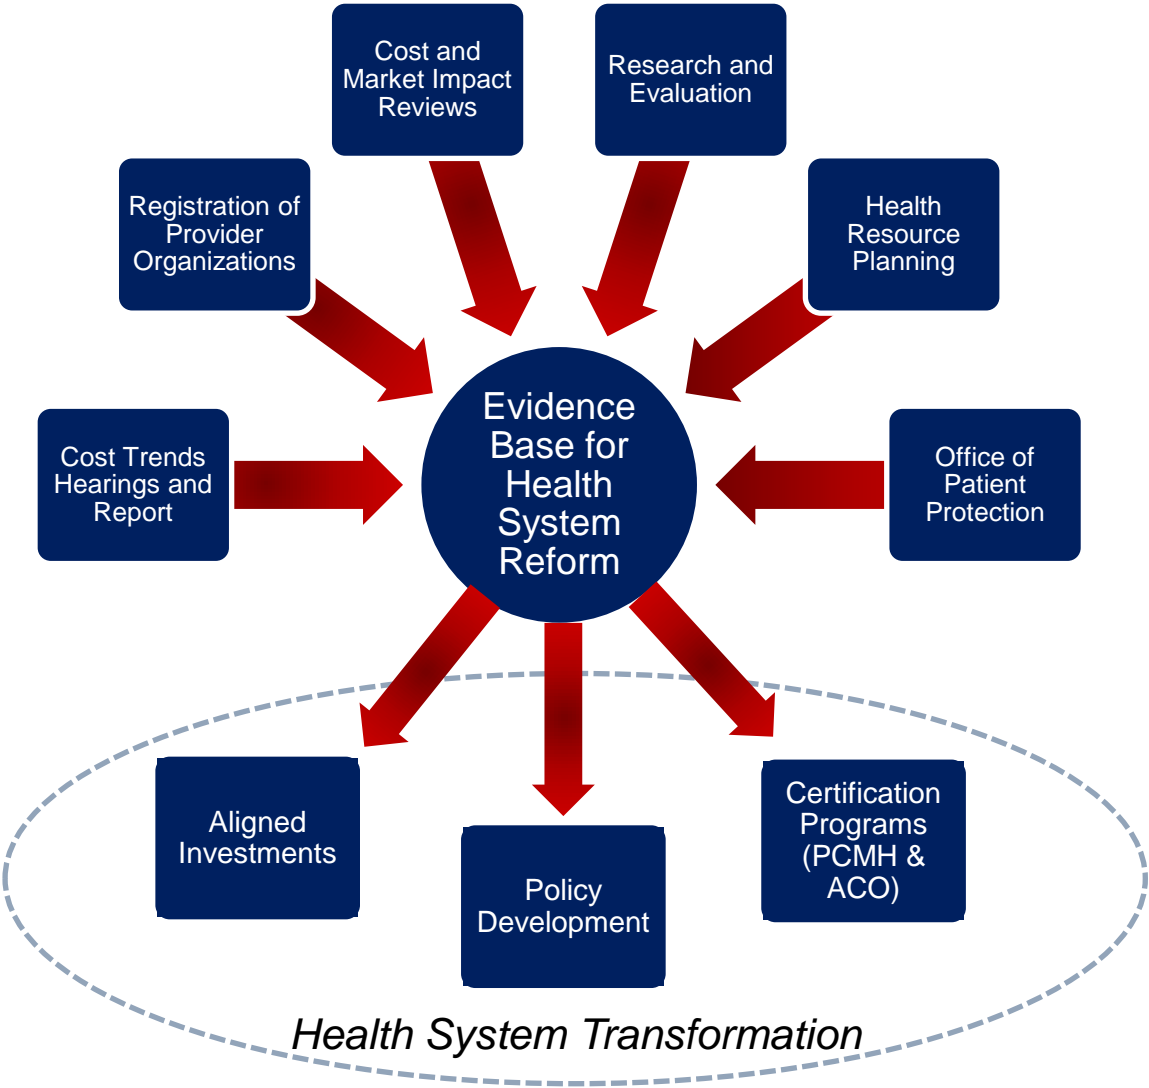 Cost and
Market Impact
Reviews
Research and
Evaluation
Registration of
Provider
Organizations
Health
Resource
Planning
Cost Trends
Hearings and
Report
Evidence
Base for
Health
System
Reform
Office of
Patient
Protection
Aligned
Investments
Policy
Development
Certification
Programs
(PCMH &
ACO)
Health System Transformation